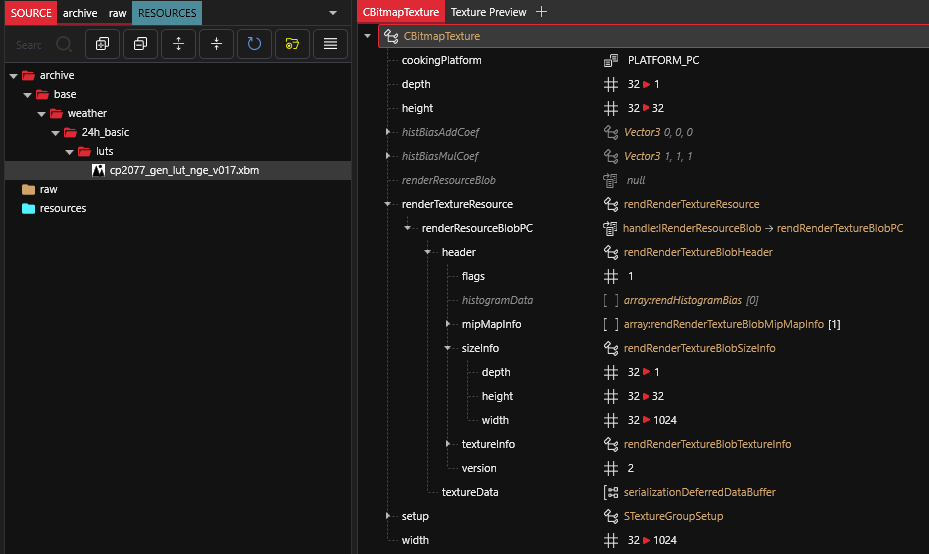 SOURCE archive raw RESOURCES
Searc
archive
base
weather
24h_basic
luts
cp2077_gen_lut_nge_v017.xbm
raw
resources
CBitmapTexture Texture Preview
CBitmapTexture
cookingPlatform PLATFORM_PC
depth 32 ▶ 1
height 32 ▶ 32
histBiasAddCoef Vector3 0, 0, 0
histBiasMulCoef Vector3 1, 1, 1
renderResourceBlob null
renderTextureResource rendRenderTextureResource
renderResourceBlobPC handle:IRenderResourceBlob → rendRenderTextureBlobPC
header rendRenderTextureBlobHeader
flags 1
histogramData array:rendHistogramBias [0]
mipMapInfo array:rendRenderTextureBlobMipMapInfo [1]
sizeInfo rendRenderTextureBlobSizeInfo
depth 32 ▶ 1
height 32 ▶ 32
width 32 ▶ 1024
textureInfo rendRenderTextureBlobTextureInfo
version 2
textureData serializationDeferredDataBuffer
setup STextureGroupSetup
width 32 ▶ 1024